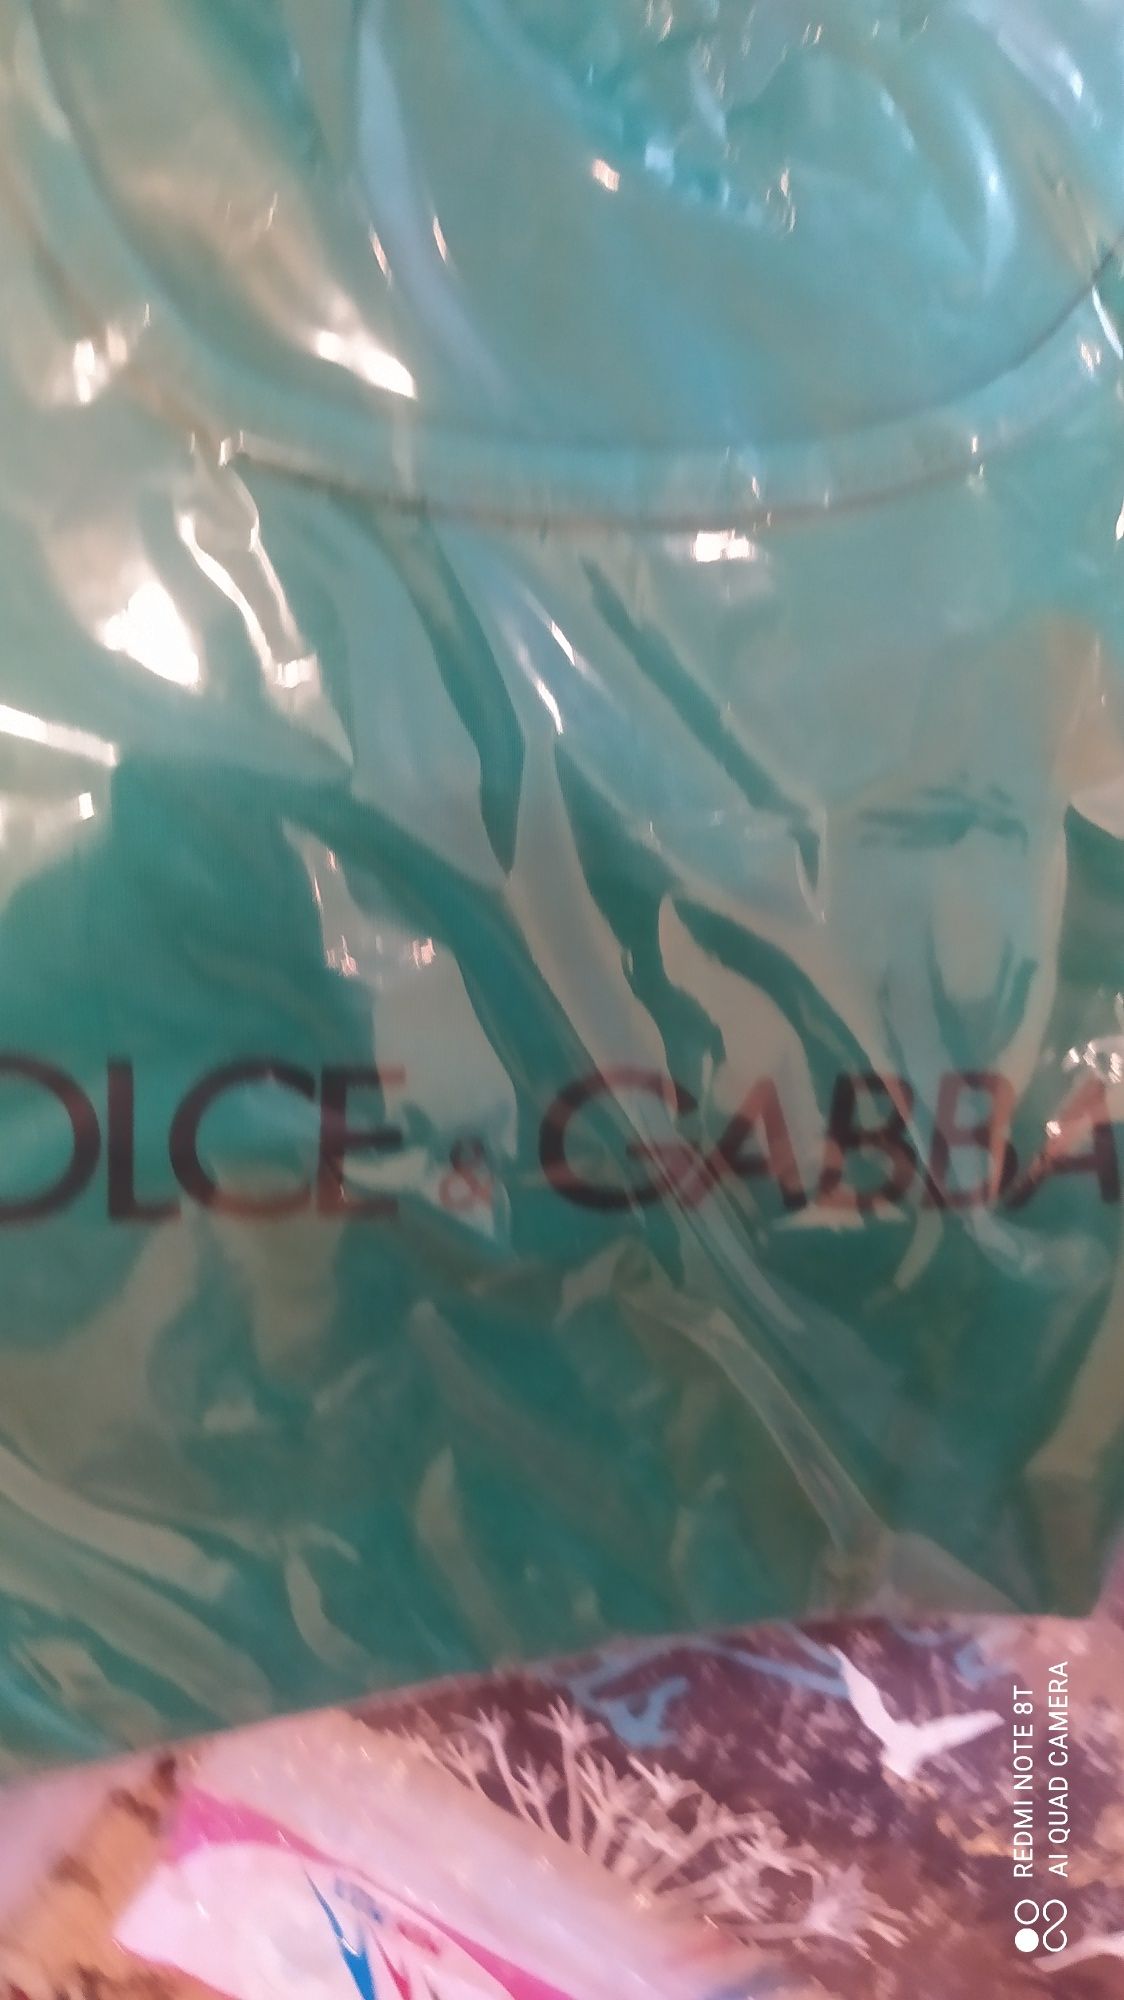 OLCE & GABBA
REDMI NOTE 8T
AI QUAD CAMERA